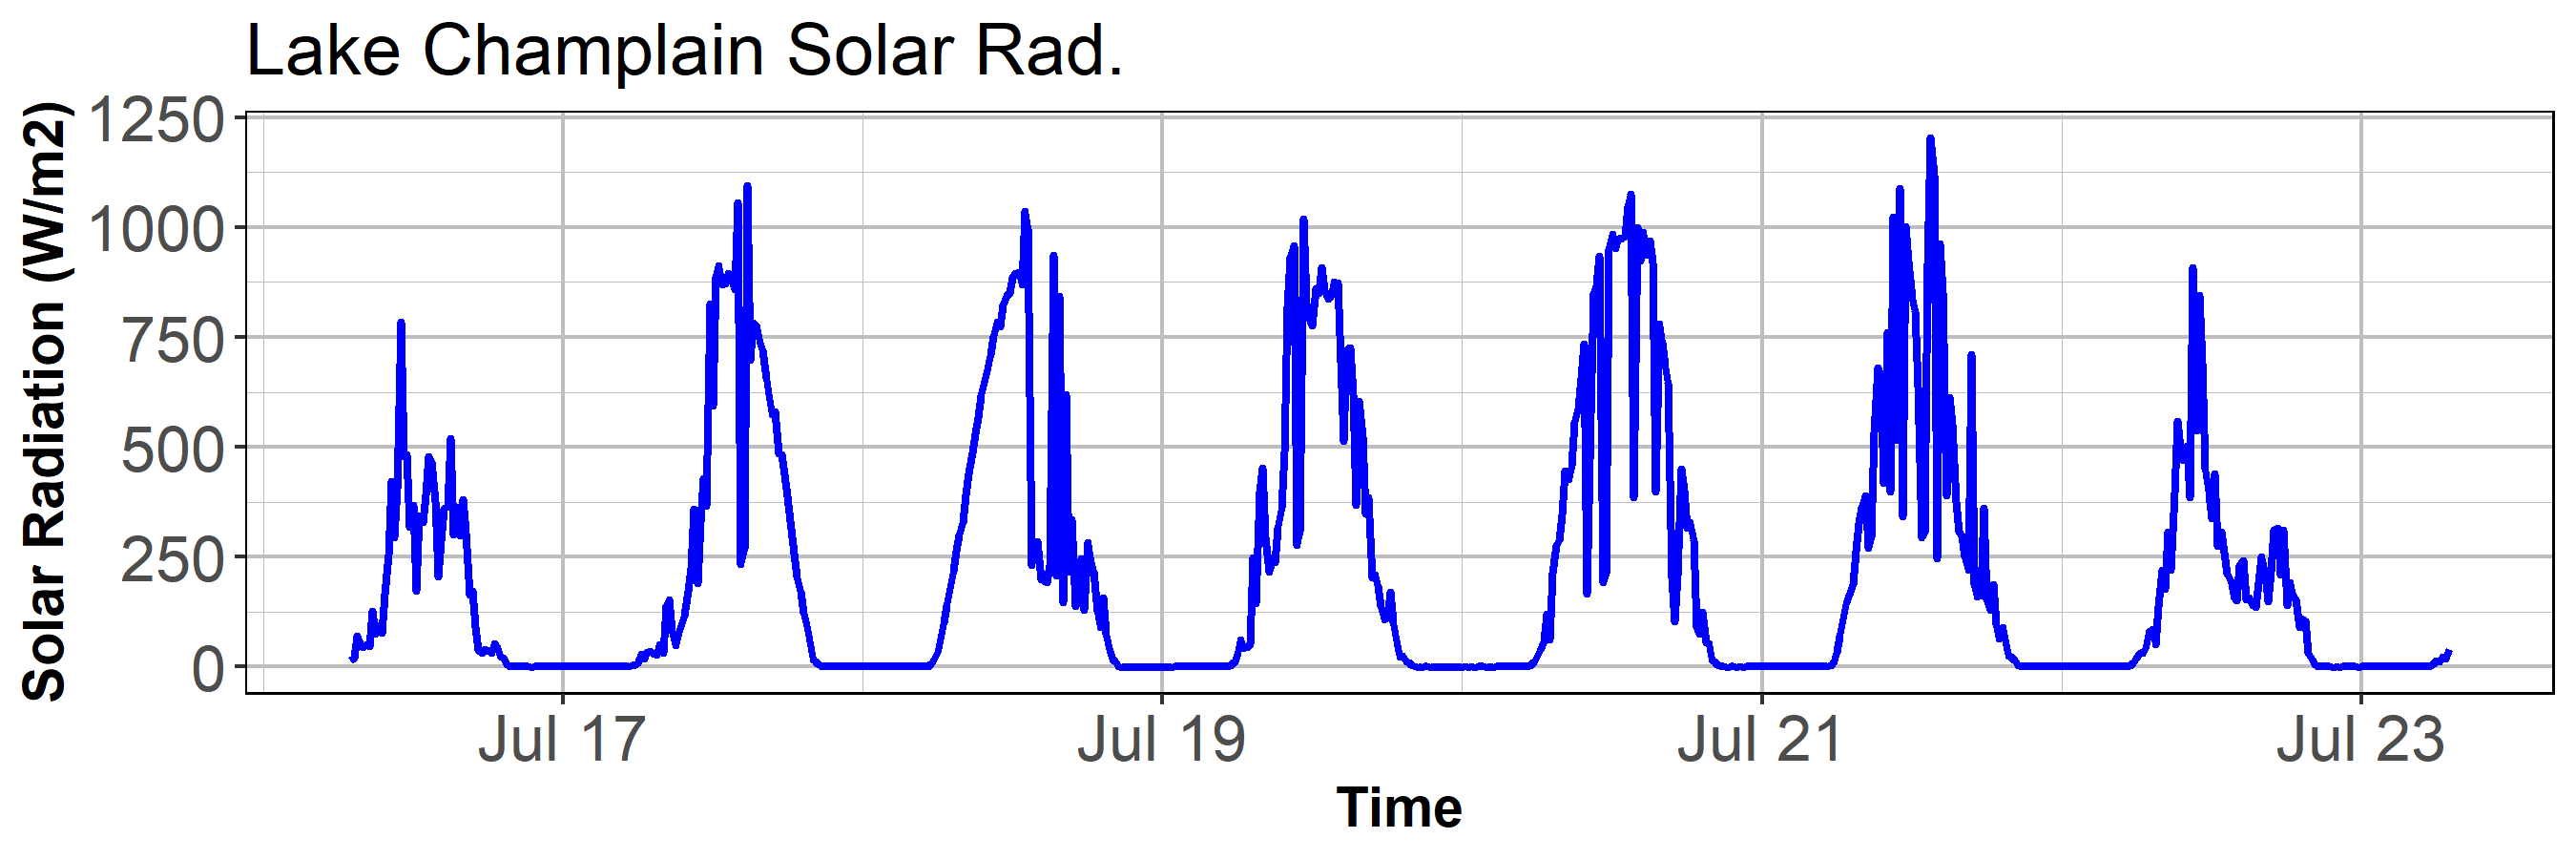 Lake Champlain Solar Rad.
Solar Radiation (W/m2)
1250
1000
750
500
250
0
Jul 17 Jul 19 Jul 21 Jul 23
Time